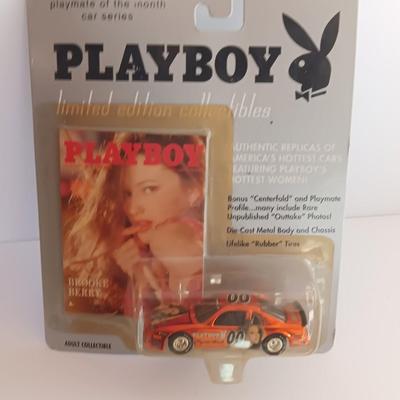 playmate of the month
car series
PLAYBOY
limited edition collectibles
PLAYBOY
BROOKE
BERRY
AUTHENTIC REPLICAS OF
AMERICA'S HOTTEST CARS
FEATURING PLAYBOY'S
HOTTEST WOMEN!
Bonus "Centerfold" and Playmate
Profile...many include Rare
Unpublished "Outtake" Photos!
Die Cast Metal Body and Chassis
Lifelike "Rubber" Tires
00
PLAYBOY
00
ADULT COLLECTIBLE